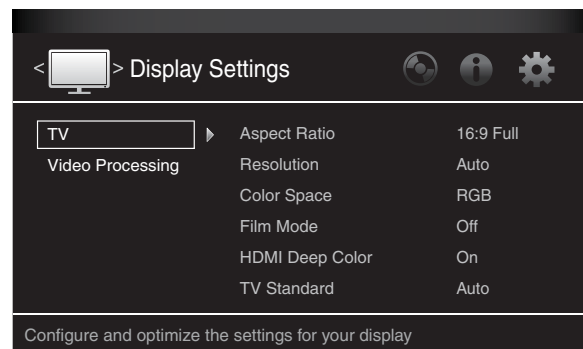 < > Display Settings
TV Aspect Ratio 16:9 Full
Video Processing Resolution Auto
Color Space RGB
Film Mode Off
HDMI Deep Color On
TV Standard Auto
Configure and optimize the settings for your display